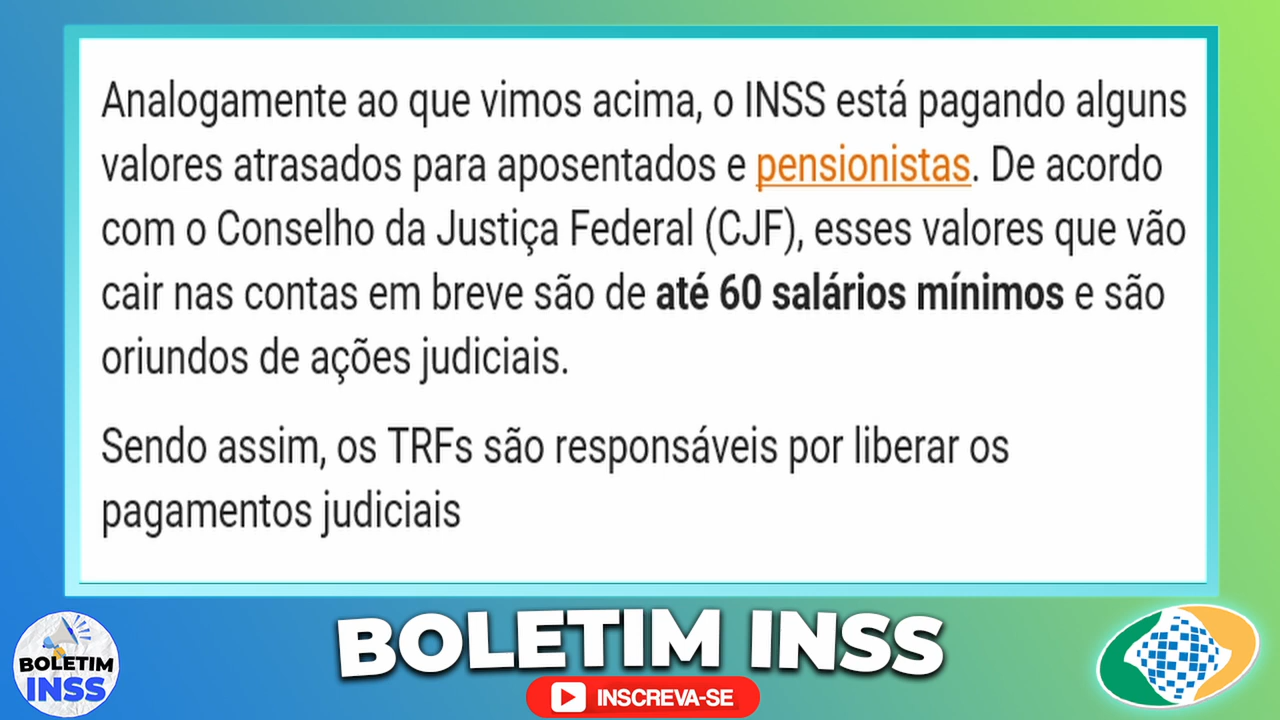 Analogamente ao que vimos acima, o INSS está pagando alguns
valores atrasados para aposentados e pensionistas. De acordo
com o Conselho da Justiça Federal (CJF), esses valores que vão
cair nas contas em breve são de até 60 salários mínimos e são
oriundos de ações judiciais.
Sendo assim, os TRFs são responsáveis por liberar os
pagamentos judiciais
BOLETIM INSS
INSCREVA-SE
BOLETIM
INSS